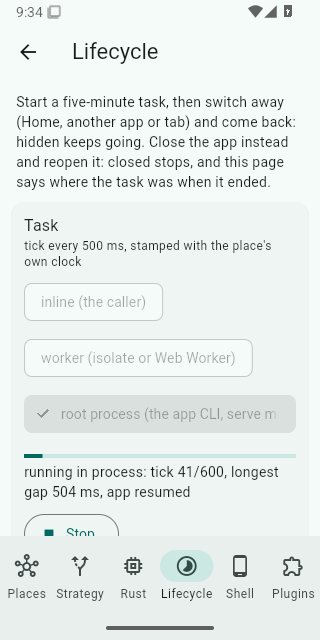 9:34
Lifecycle
Start a five-minute task, then switch away
(Home, another app or tab) and come back:
hidden keeps going. Close the app instead
and reopen it: closed stops, and this page
says where the task was when it ended.
Task
tick every 500 ms, stamped with the place's
own clock
inline (the caller)
worker (isolate or Web Worker)
root process (the app CLI, serve m
running in process: tick 41/600, longest
gap 504 ms, app resumed
Stop
Places Strategy Rust Lifecycle Shell Plugins